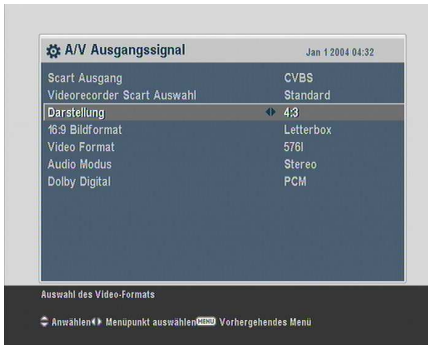 A/V Ausgangssignal Jan 1 2004 04:32
Scart Ausgang CVBS
Videorecorder Scart Auswahl Standard
Darstellung 4:3
16:9 Bildformat Letterbox
Video Format 576I
Audio Modus Stereo
Dolby Digital PCM
Auswahl des Video-Formats
Anwählen Menüpunkt auswählen MENU Vorhergehendes Menü